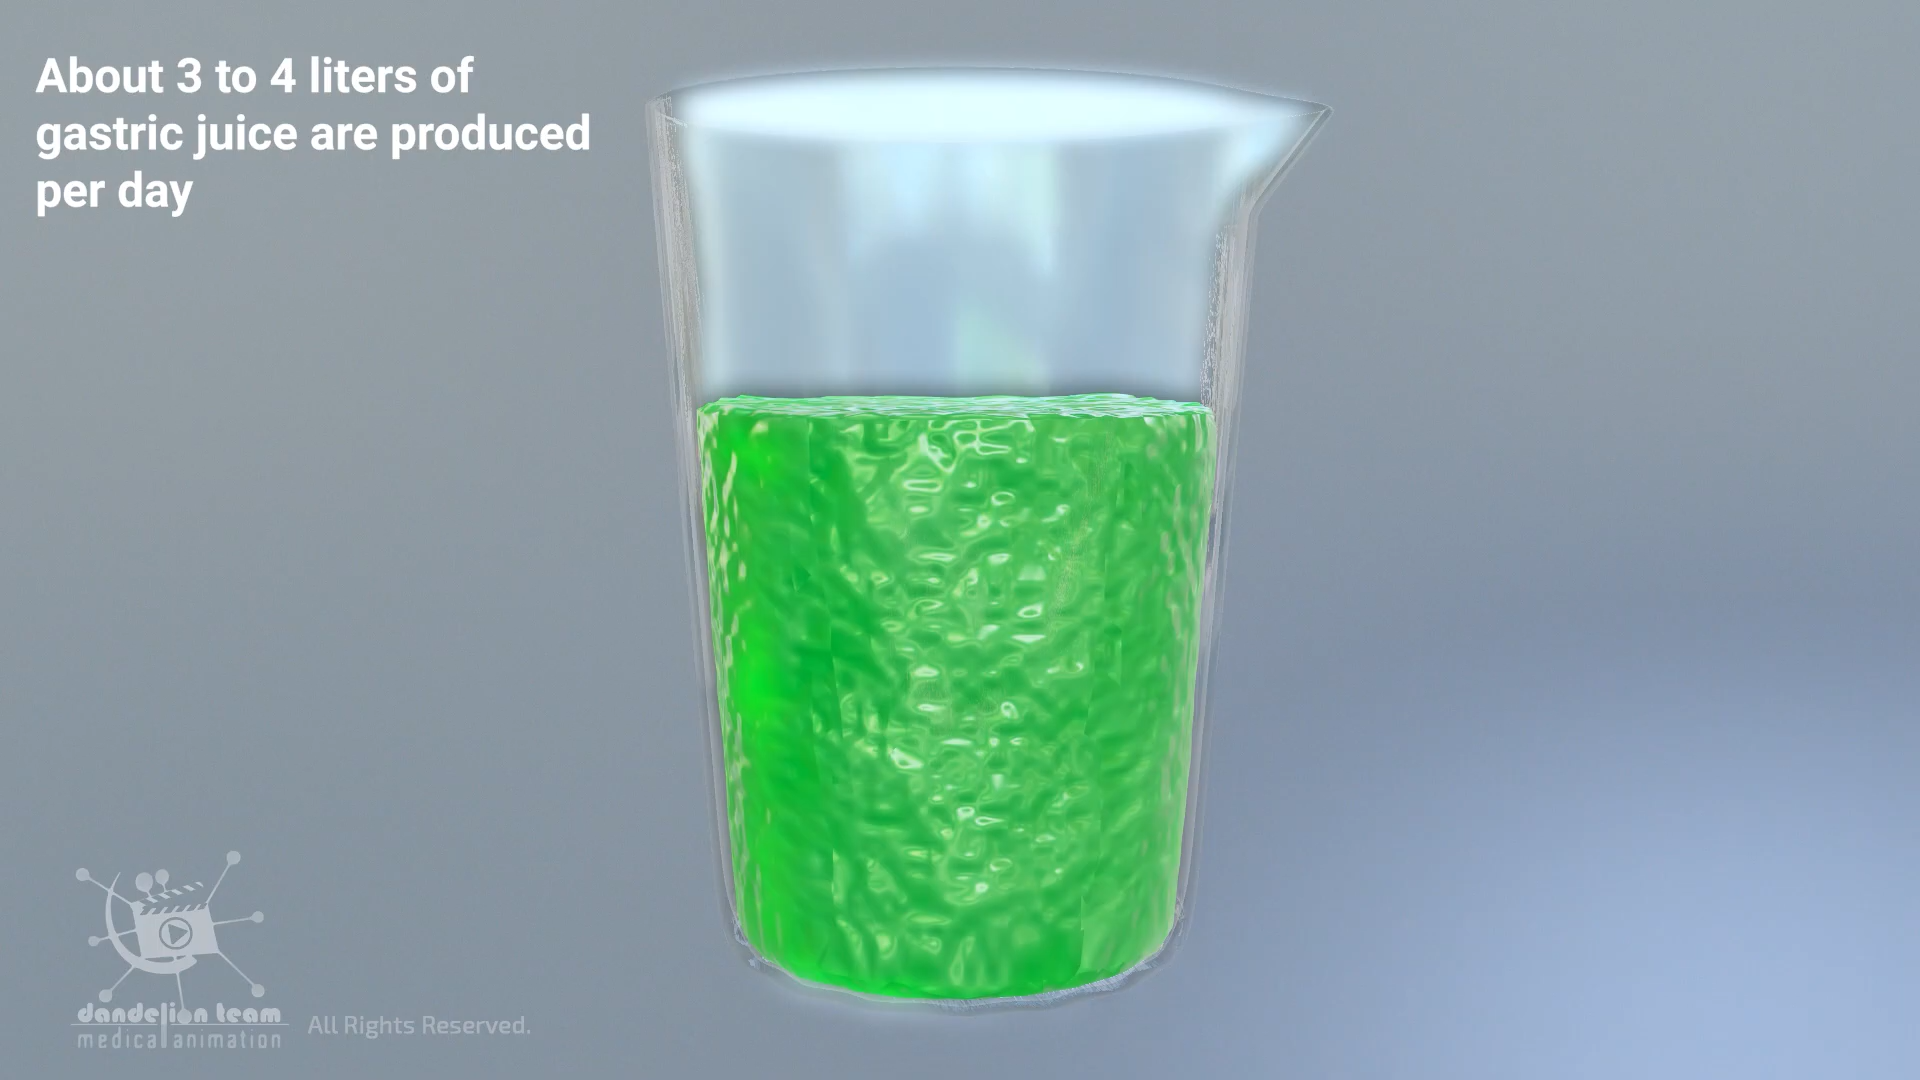 About 3 to 4 liters of
gastric juice are produced
per day
dandelion team
medical animation
All Rights Reserved.